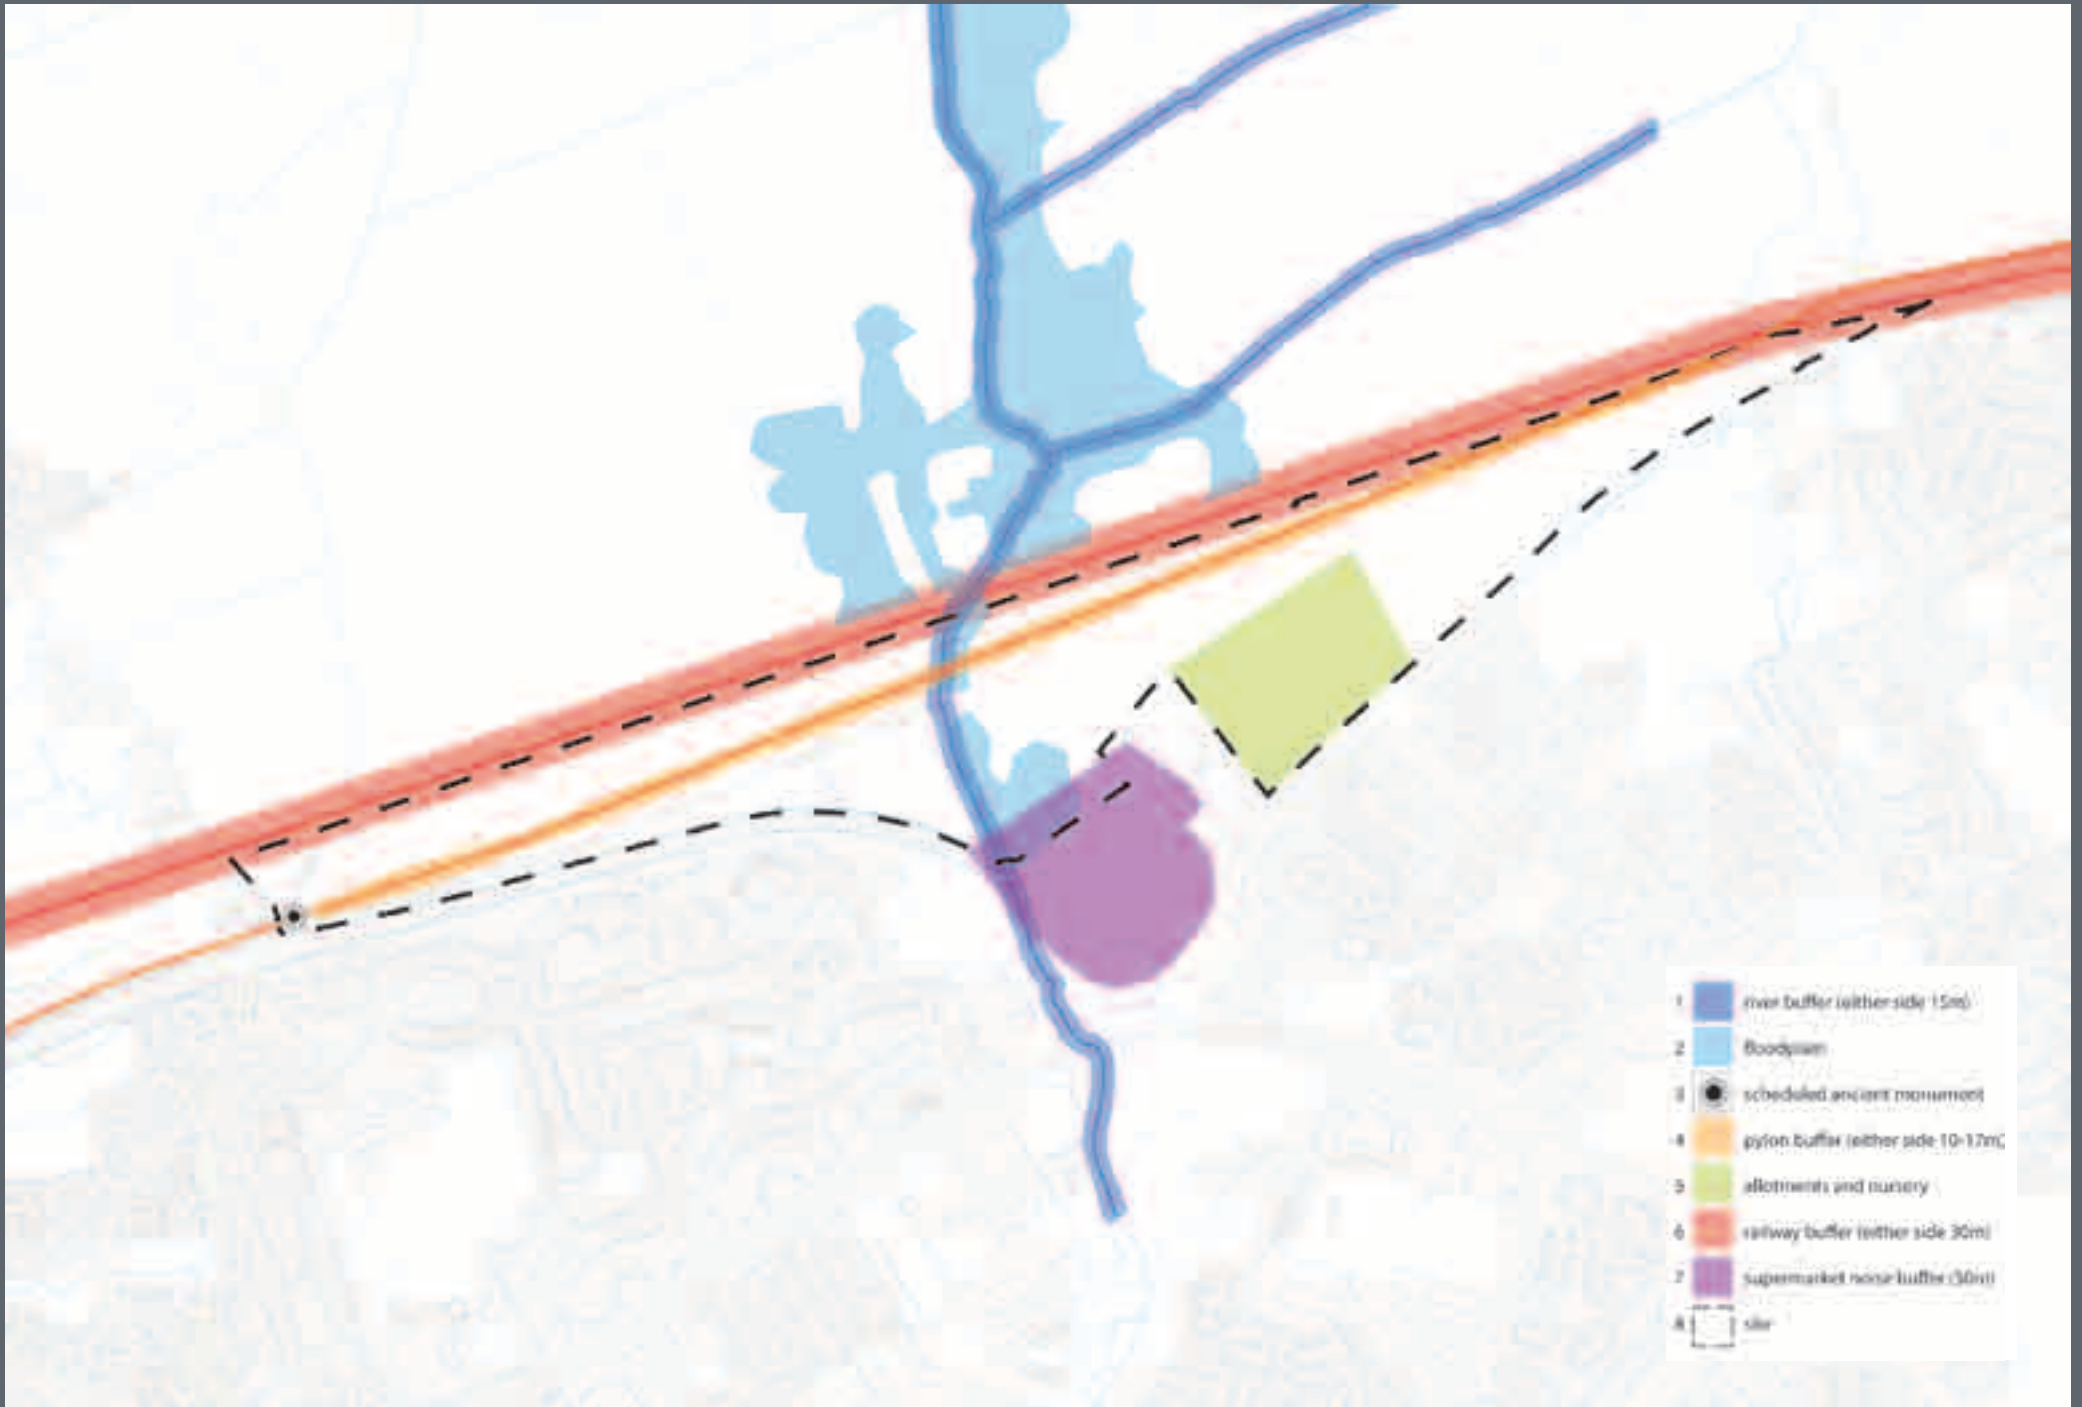 1 river buffer (either side 15m)
2 floodplain
3 scheduled ancient monument
4 pylon buffer (either side 10-17m)
5 allotments and nursery
6 railway buffer (either side 30m)
7 supermarket noise buffer (50m)
8 site